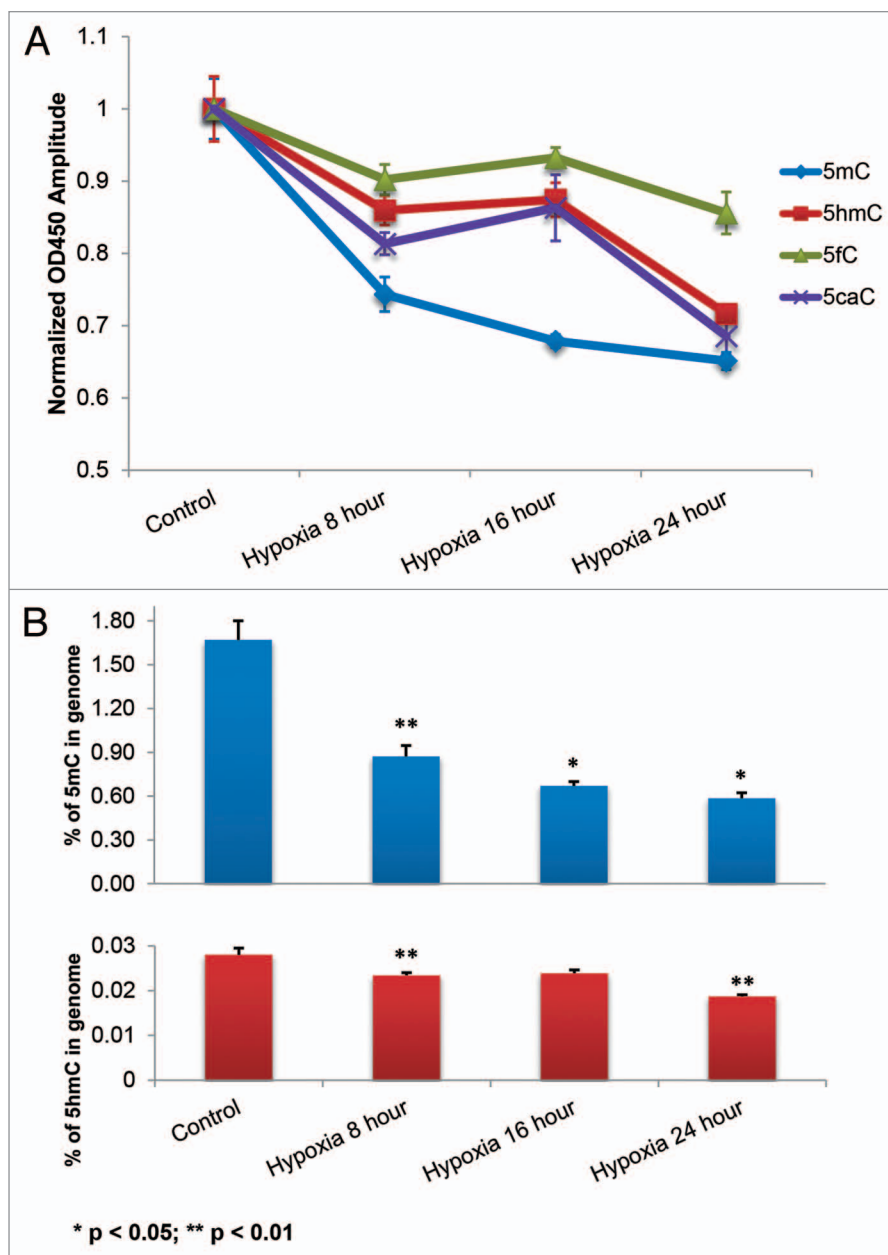 A
1.1
1
0.9
0.8
0.7
0.6
0.5
Normalized OD450 Amplitude
Control
Hypoxia 8 hour
Hypoxia 16 hour
Hypoxia 24 hour
5mC
5hmC
5fC
5caC
B
1.80
1.50
1.20
0.90
0.60
0.30
0.00
% of 5mC in genome
**
*
*
0.03
0.02
0.01
0
% of 5hmC in genome
**
**
Control
Hypoxia 8 hour
Hypoxia 16 hour
Hypoxia 24 hour
* p < 0.05; ** p < 0.01